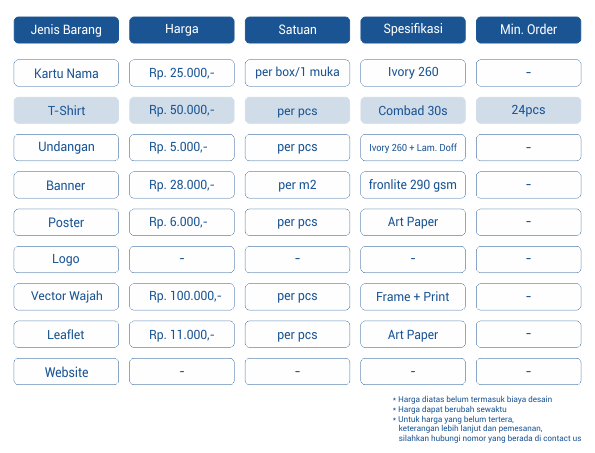 Jenis Barang Harga Satuan Spesifikasi Min. Order
Kartu Nama Rp. 25.000,- per box/1 muka Ivory 260 -
T-Shirt Rp. 50.000,- per pcs Combad 30s 24pcs
Undangan Rp. 5.000,- per pcs Ivory 260 + Lam. Doff -
Banner Rp. 28.000,- per m2 fronlite 290 gsm -
Poster Rp. 6.000,- per pcs Art Paper -
Logo - - - -
Vector Wajah Rp. 100.000,- per pcs Frame + Print -
Leaflet Rp. 11.000,- per pcs Art Paper -
Website - - - -
* Harga diatas belum termasuk biaya desain
* Harga dapat berubah sewaktu
* Untuk harga yang belum tertera,
keterangan lebih lanjut dan pemesanan,
silahkan hubungi nomor yang berada di contact us